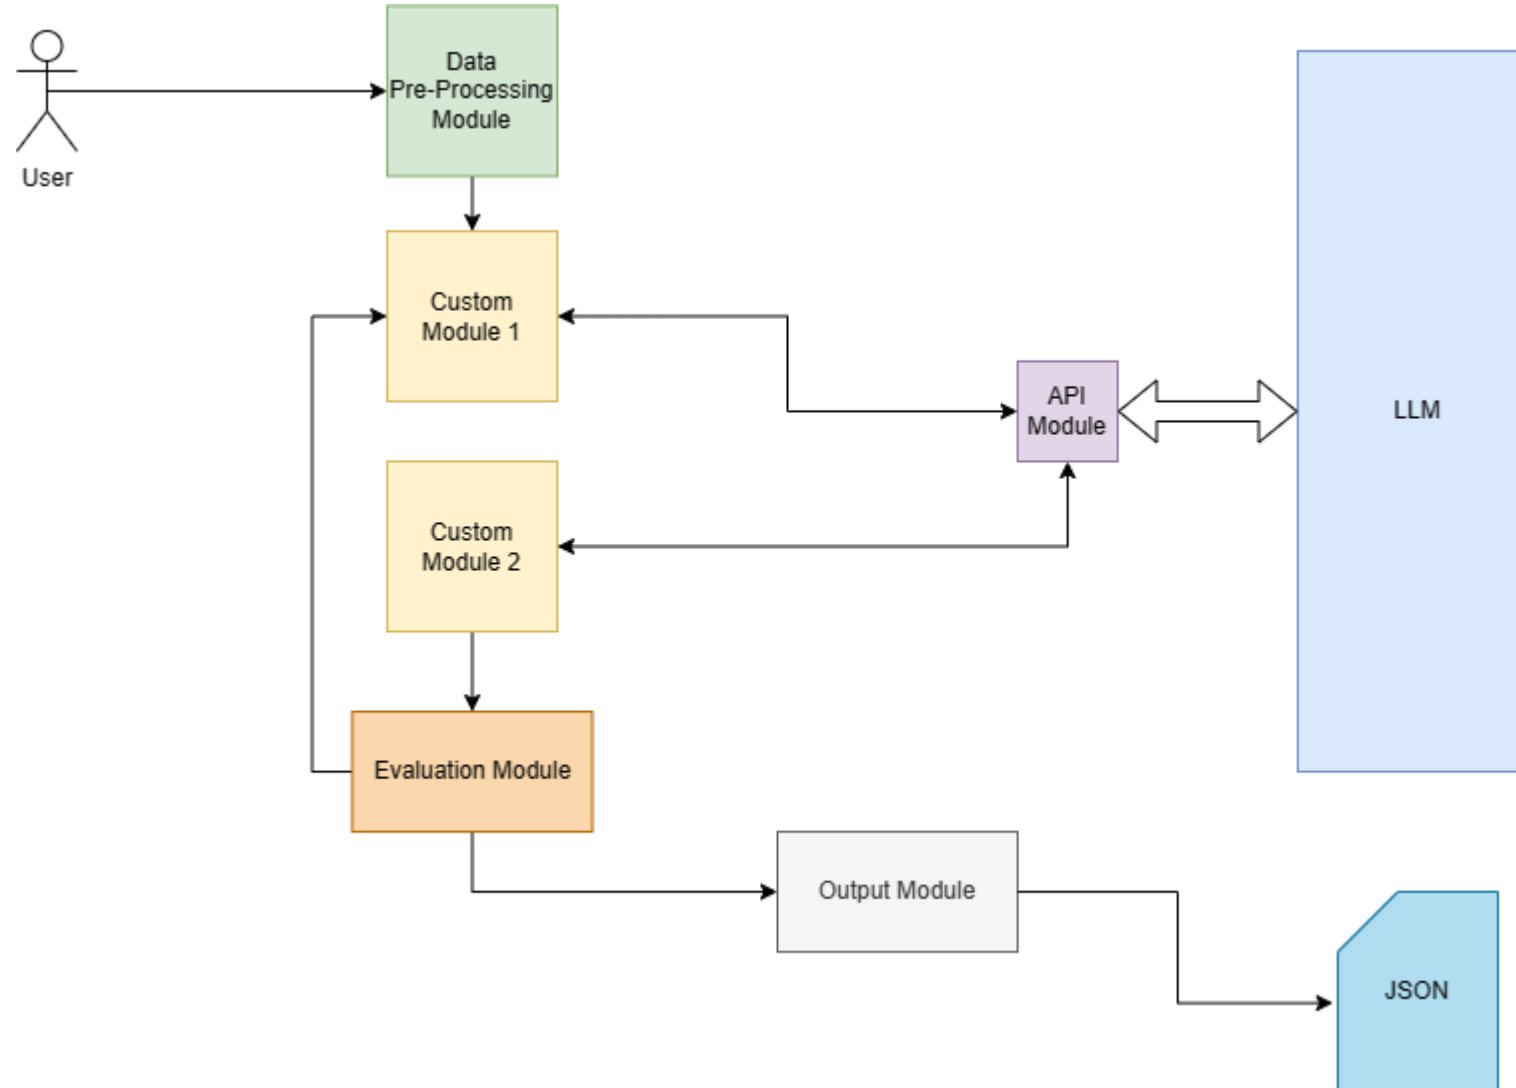 Data
Pre-Processing
Module
User
Custom
Module 1
API
Module
LLM
Custom
Module 2
Evaluation Module
Output Module
JSON